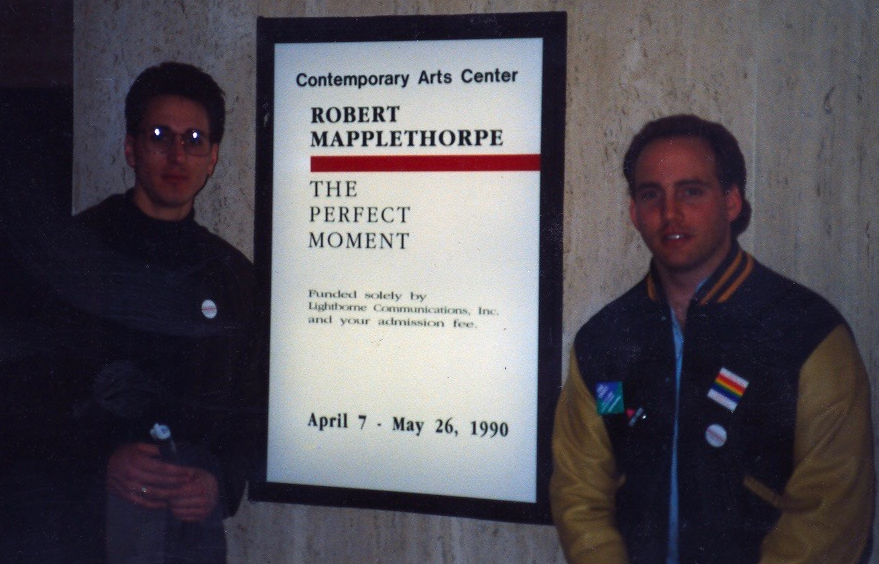 Contemporary Arts Center
ROBERT
MAPPLETHORPE
THE
PERFECT
MOMENT
Funded solely by
Lightborne Communications, Inc.
and your admission fee.
April 7 - May 26, 1990